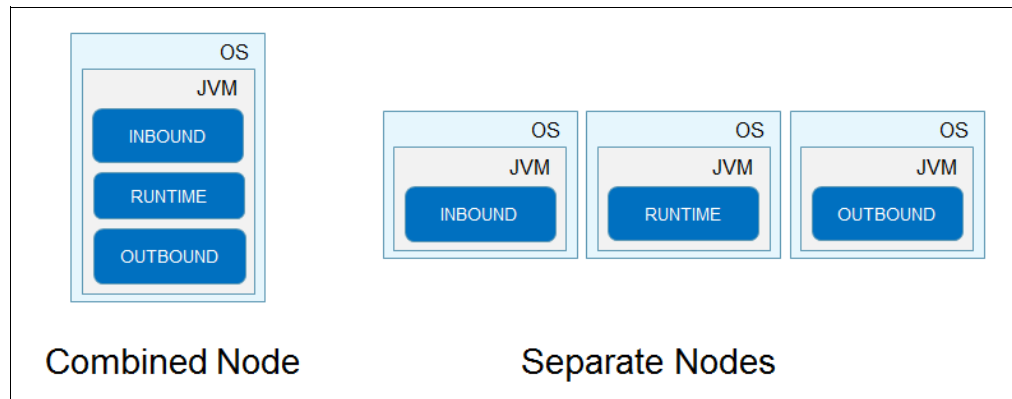 OS
JVM
INBOUND
RUNTIME
OUTBOUND
Combined Node
OS
JVM
INBOUND
OS
JVM
RUNTIME
OS
JVM
OUTBOUND
Separate Nodes